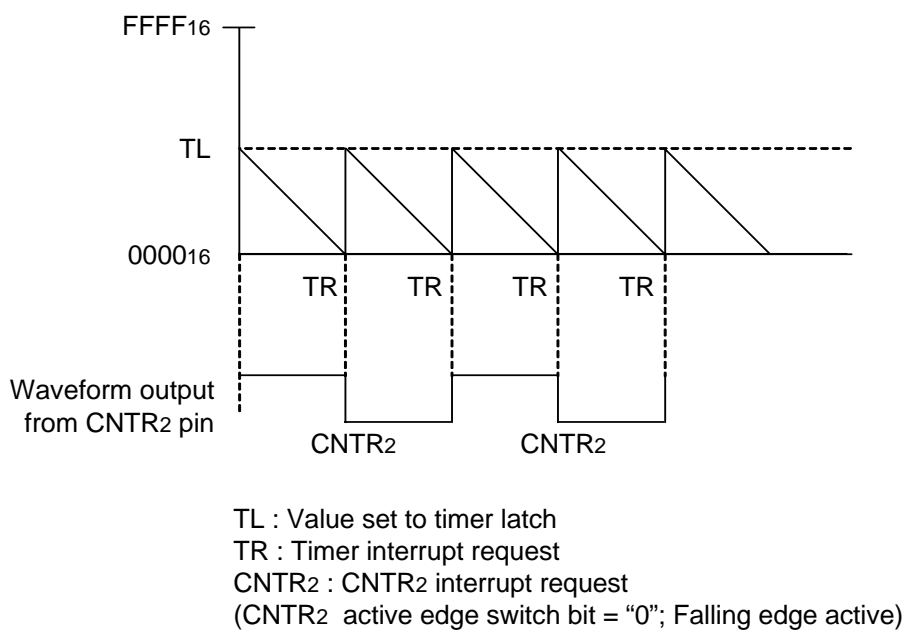 FFFF16
TL
000016
TR TR TR TR
Waveform output
from CNTR2 pin
CNTR2 CNTR2
TL : Value set to timer latch
TR : Timer interrupt request
CNTR2 : CNTR2 interrupt request
(CNTR2 active edge switch bit = “0”; Falling edge active)